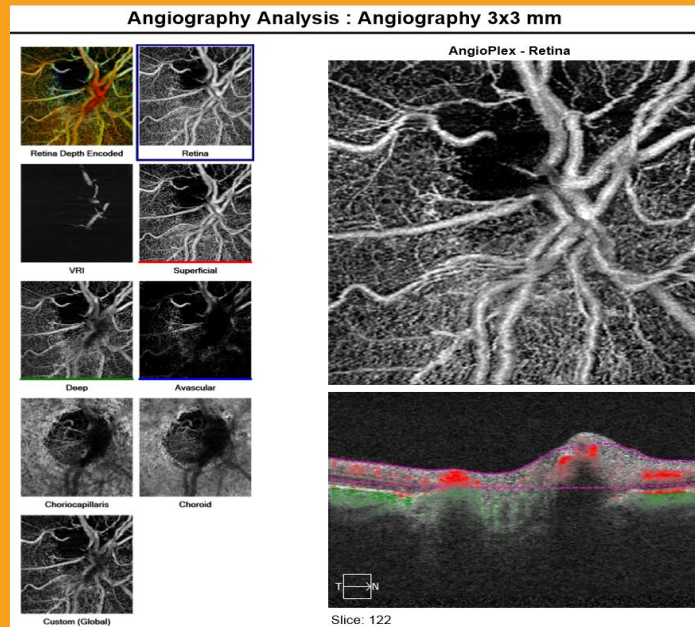 Angiography Analysis : Angiography 3x3 mm
Retina Depth Encoded
Retina
VRI
Superficial
Deep
Avascular
Choriocapillaris
Choroid
Custom (Global)
AngioPlex - Retina
T N
Slice: 122